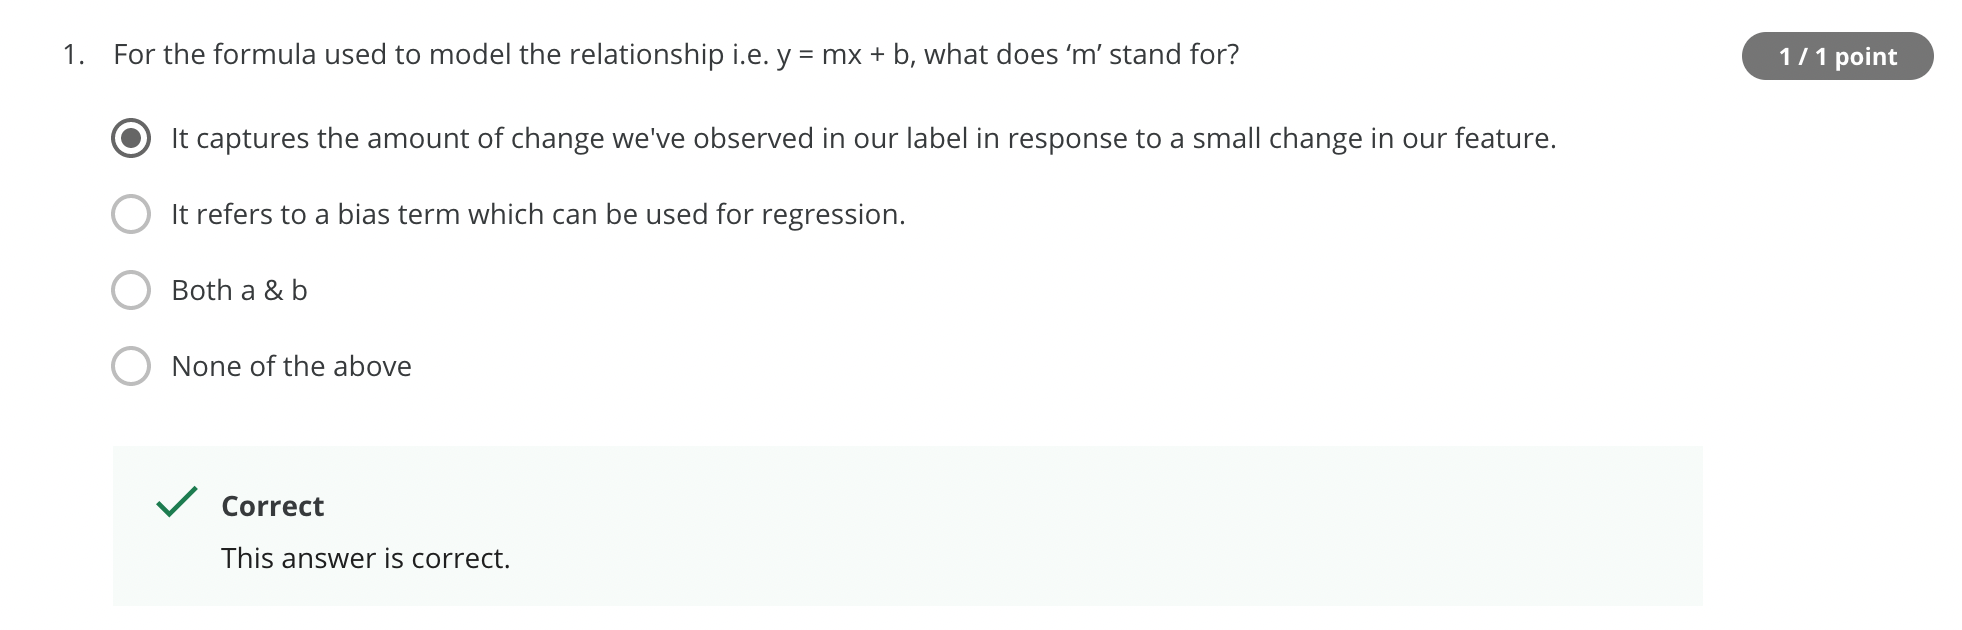 1. For the formula used to model the relationship i.e. y = mx + b, what does ‘m’ stand for?
1 / 1 point
It captures the amount of change we've observed in our label in response to a small change in our feature.
It refers to a bias term which can be used for regression.
Both a & b
None of the above
Correct
This answer is correct.